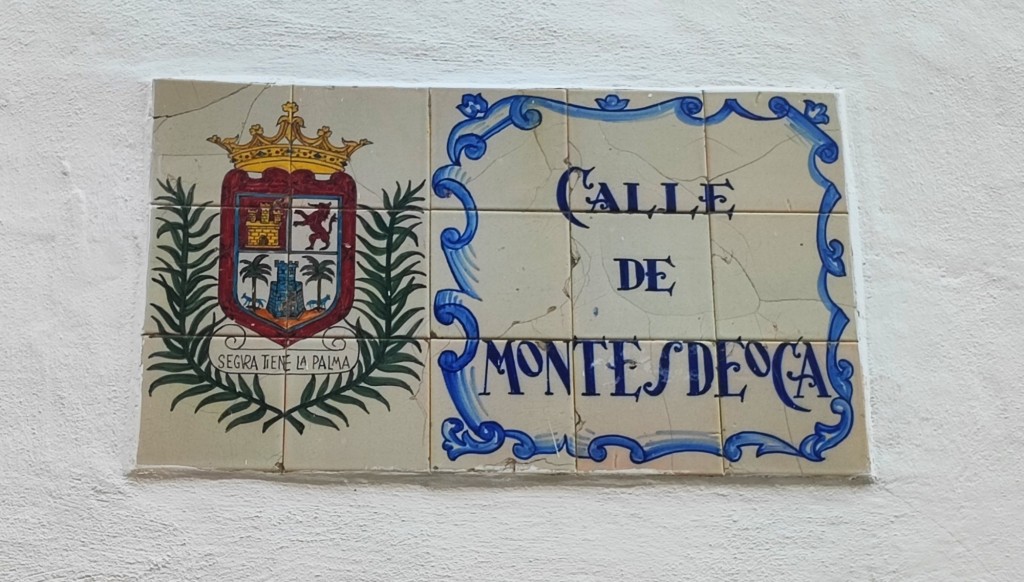 SEGVRA TIENE LA PALMA
CALLE
DE
MONTESDEOCA